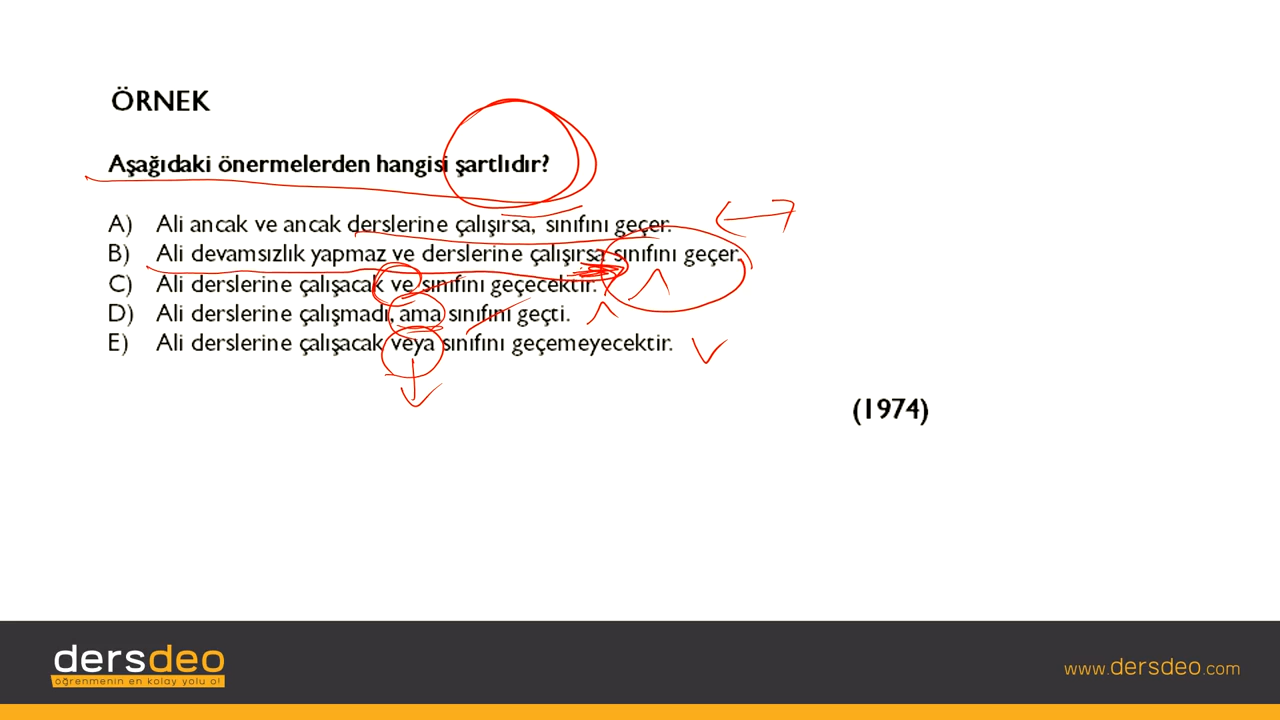 ÖRNEK
Aşağıdaki önermelerden hangisi şartlıdır?
A) Ali ancak ve ancak derslerine çalışırsa, sınıfını geçer.
B) Ali devamsızlık yapmaz ve derslerine çalışırsa sınıfını geçer.
C) Ali derslerine çalışacak ve sınıfını geçecektir.
D) Ali derslerine çalışmadı, ama sınıfını geçti.
E) Ali derslerine çalışacak veya sınıfını geçemeyecektir.
(1974)
dersdeo
öğrenmenin en kolay yolu o!
www.dersdeo.com